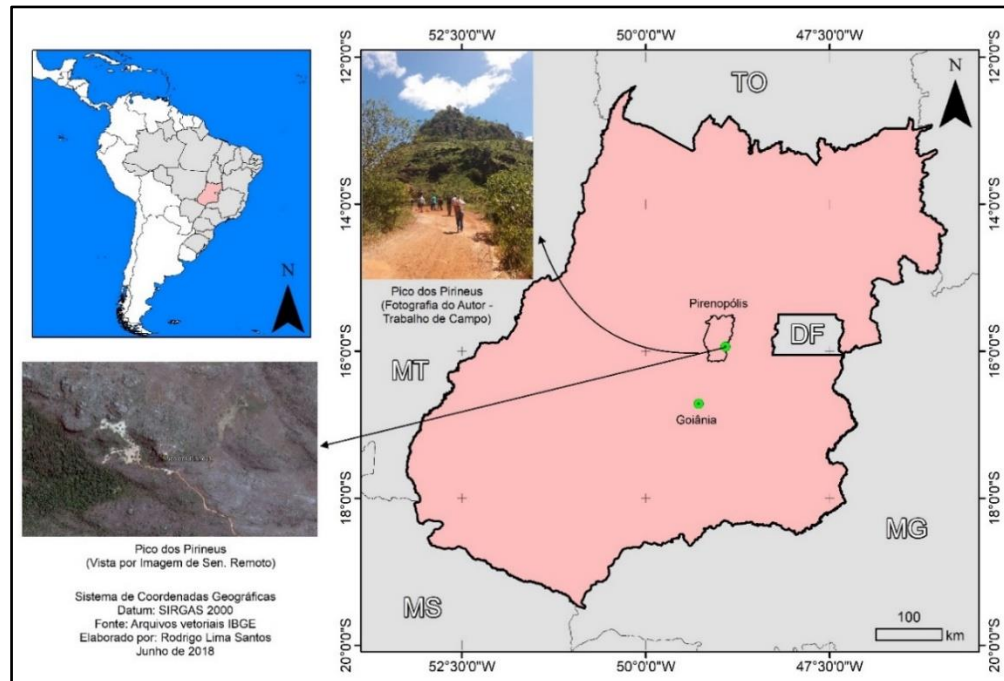 52°30'0"W
50°0'0"W
47°30'0"W
12°0'0"S
14°0'0"S
16°0'0"S
18°0'0"S
20°0'0"S
N
N
TO
Pico dos Pirineus
(Fotografia do Autor -
Trabalho de Campo)
Pirenopólis
DF
MT
Goiânia
MG
MS
Pico dos Pirineus
(Vista por Imagem de Sen. Remoto)
Sistema de Coordenadas Geográficas
Datum: SIRGAS 2000
Fonte: Arquivos vetoriais IBGE
Elaborado por: Rodrigo Lima Santos
Junho de 2018
100
km
12°0'0"S
14°0'0"S
16°0'0"S
18°0'0"S
20°0'0"S
52°30'0"W
50°0'0"W
47°30'0"W